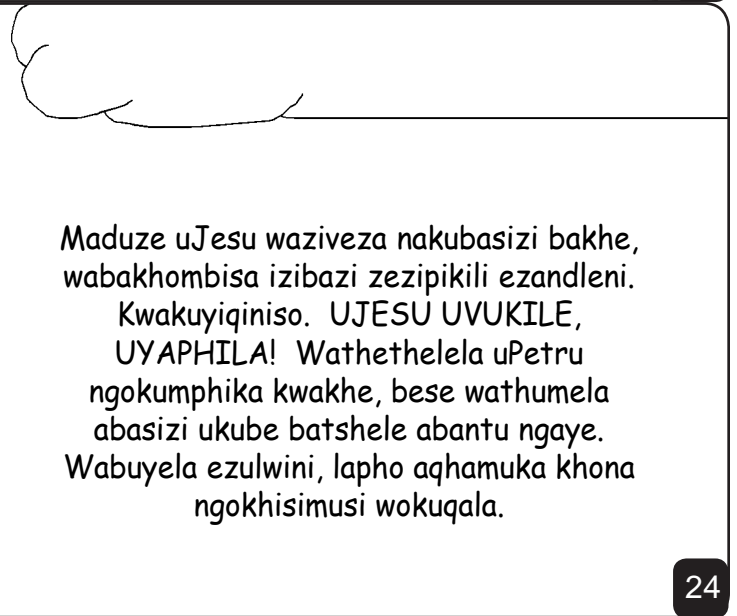 Maduze uJesu waziveza nakubasizi bakhe,
wabakhombisa izibazi zezipikili ezandleni.
Kwakuyiqiniso.  UJESU UVUKILE,
UYAPHILA!  Wathethelela uPetru
ngokumphika kwakhe, bese wathumela
abasizi ukube batshele abantu ngaye.
Wabuyela ezulwini, lapho aqhamuka khona
ngokhisimusi wokuqala.
24